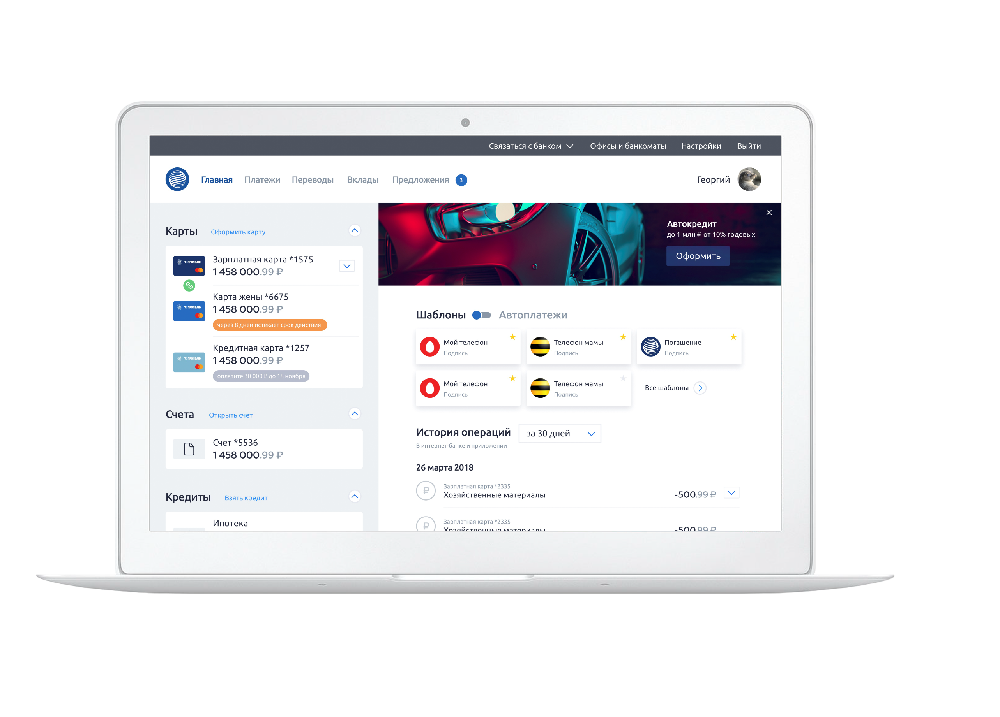 Связаться с банком
Офисы и банкоматы
Настройки
Выйти
Главная
Платежи
Переводы
Вклады
Предложения
3
Георгий
Карты
Оформить карту
ГАЗПРОМБАНК
Зарплатная карта *1575
1 458 000.99 ₽
ГАЗПРОМБАНК
Карта жены *6675
1 458 000.99 ₽
через 8 дней истекает срок действия
ГАЗПРОМБАНК
Кредитная карта *1257
1 458 000.99 ₽
оплатите 30 000 ₽ до 18 ноября
Счета
Открыть счет
Счет *5536
1 458 000.99 ₽
Кредиты
Взять кредит
Ипотека
Автокредит
до 1 млн ₽ от 10% годовых
Оформить
Шаблоны
Автоплатежи
Мой телефон
Подпись
Телефон мамы
Подпись
Погашение
Подпись
Мой телефон
Подпись
Телефон мамы
Подпись
Все шаблоны
История операций
за 30 дней
В интернет-банке и приложении
26 марта 2018
Зарплатная карта *2335
Хозяйственные материалы
-500.99 ₽
Зарплатная карта *2335
Хозяйственные материалы
-500.99 ₽